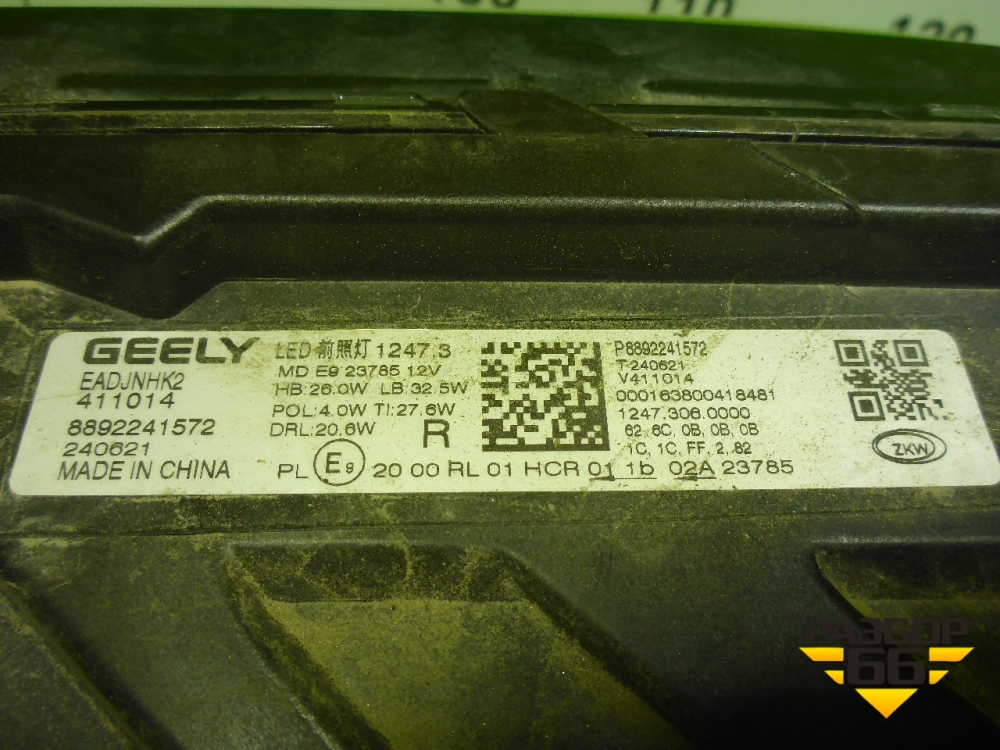 110
120
GEELY
EADJNHK2
411014
8892241572
240621
MADE IN CHINA
LED 前照灯 1247.3
MD E9 23785 12V
HB:26.0W LB:32.5W
POL:4.0W TI:27.6W
DRL:20.6W
R
PL E9 20 00 RL 01 HCR 01 1b 02A 23785
P8892241572
T240621
V411014
000163800418481
1247.306.0000
62, 6C, 0B, 0B, 0B
1C, 1C, FF, 2, 82
ZKW
РАЗБОР
66